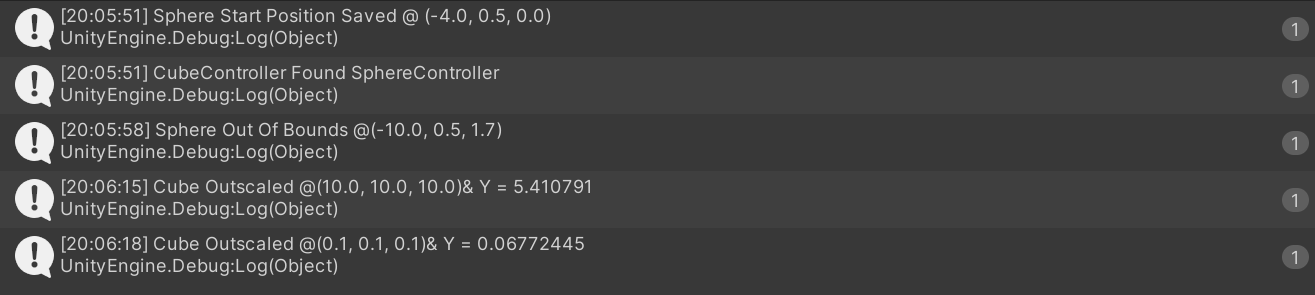 [20:05:51] Sphere Start Position Saved @ (-4.0, 0.5, 0.0)
UnityEngine.Debug:Log(Object)
1
[20:05:51] CubeController Found SphereController
UnityEngine.Debug:Log(Object)
1
[20:05:58] Sphere Out Of Bounds @(-10.0, 0.5, 1.7)
UnityEngine.Debug:Log(Object)
1
[20:06:15] Cube Outscaled @(10.0, 10.0, 10.0)& Y = 5.410791
UnityEngine.Debug:Log(Object)
1
[20:06:18] Cube Outscaled @(0.1, 0.1, 0.1)& Y = 0.06772445
UnityEngine.Debug:Log(Object)
1